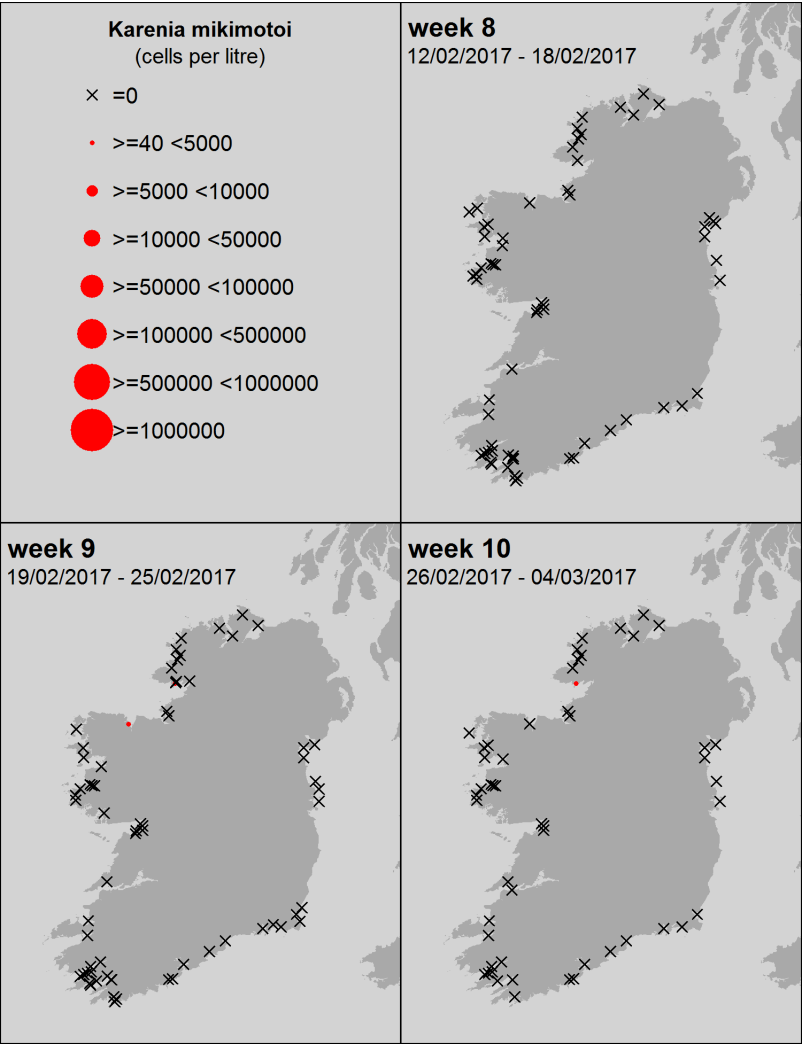 Karenia mikimotoi
(cells per litre)
=0
>=40 <5000
>=5000 <10000
>=10000 <50000
>=50000 <100000
>=100000 <500000
>=500000 <1000000
>=1000000
week 8
12/02/2017 - 18/02/2017
week 9
19/02/2017 - 25/02/2017
week 10
26/02/2017 - 04/03/2017